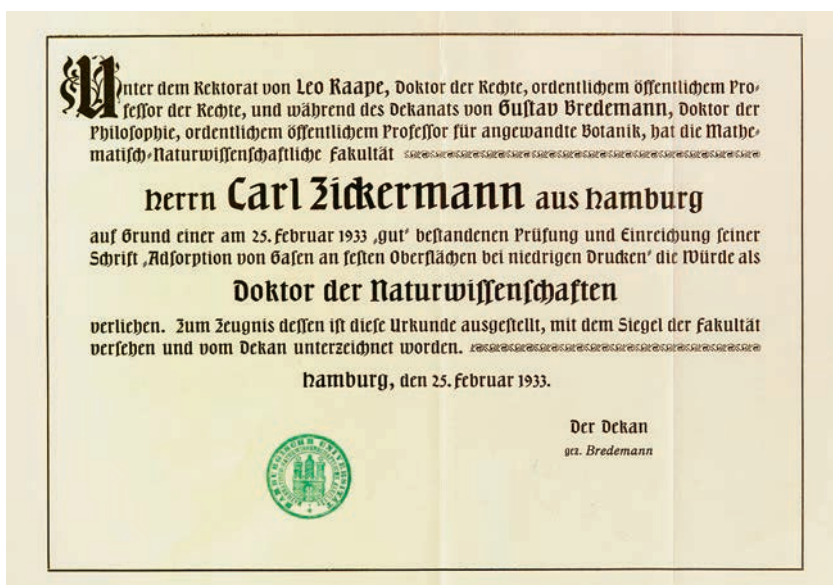 Unter dem Rektorat von Leo Raape, Doktor der Rechte, ordentlichem öffentlichem Pro-
fessor der Rechte, und während des Dekanats von Gustav Bredemann, Doktor der
Philosophie, ordentlichem öffentlichem Professor für angewandte Botanik, hat die Mathe-
matisch-Naturwissenschaftliche Fakultät
Herrn Carl Zickermann aus Hamburg
auf Grund einer am 25. Februar 1933 „gut“ bestandenen Prüfung und Einreichung seiner
Schrift „Adsorption von Gasen an festen Oberflächen bei niedrigen Drucken“ die Würde als
Doktor der Naturwissenschaften
verliehen. Zum Zeugnis dessen ist diese Urkunde ausgestellt, mit dem Siegel der Fakultät
versehen und vom Dekan unterzeichnet worden.
Hamburg, den 25. Februar 1933.
Der Dekan
gez. Bredemann
HAMBURGISCHE UNIVERSITÄT